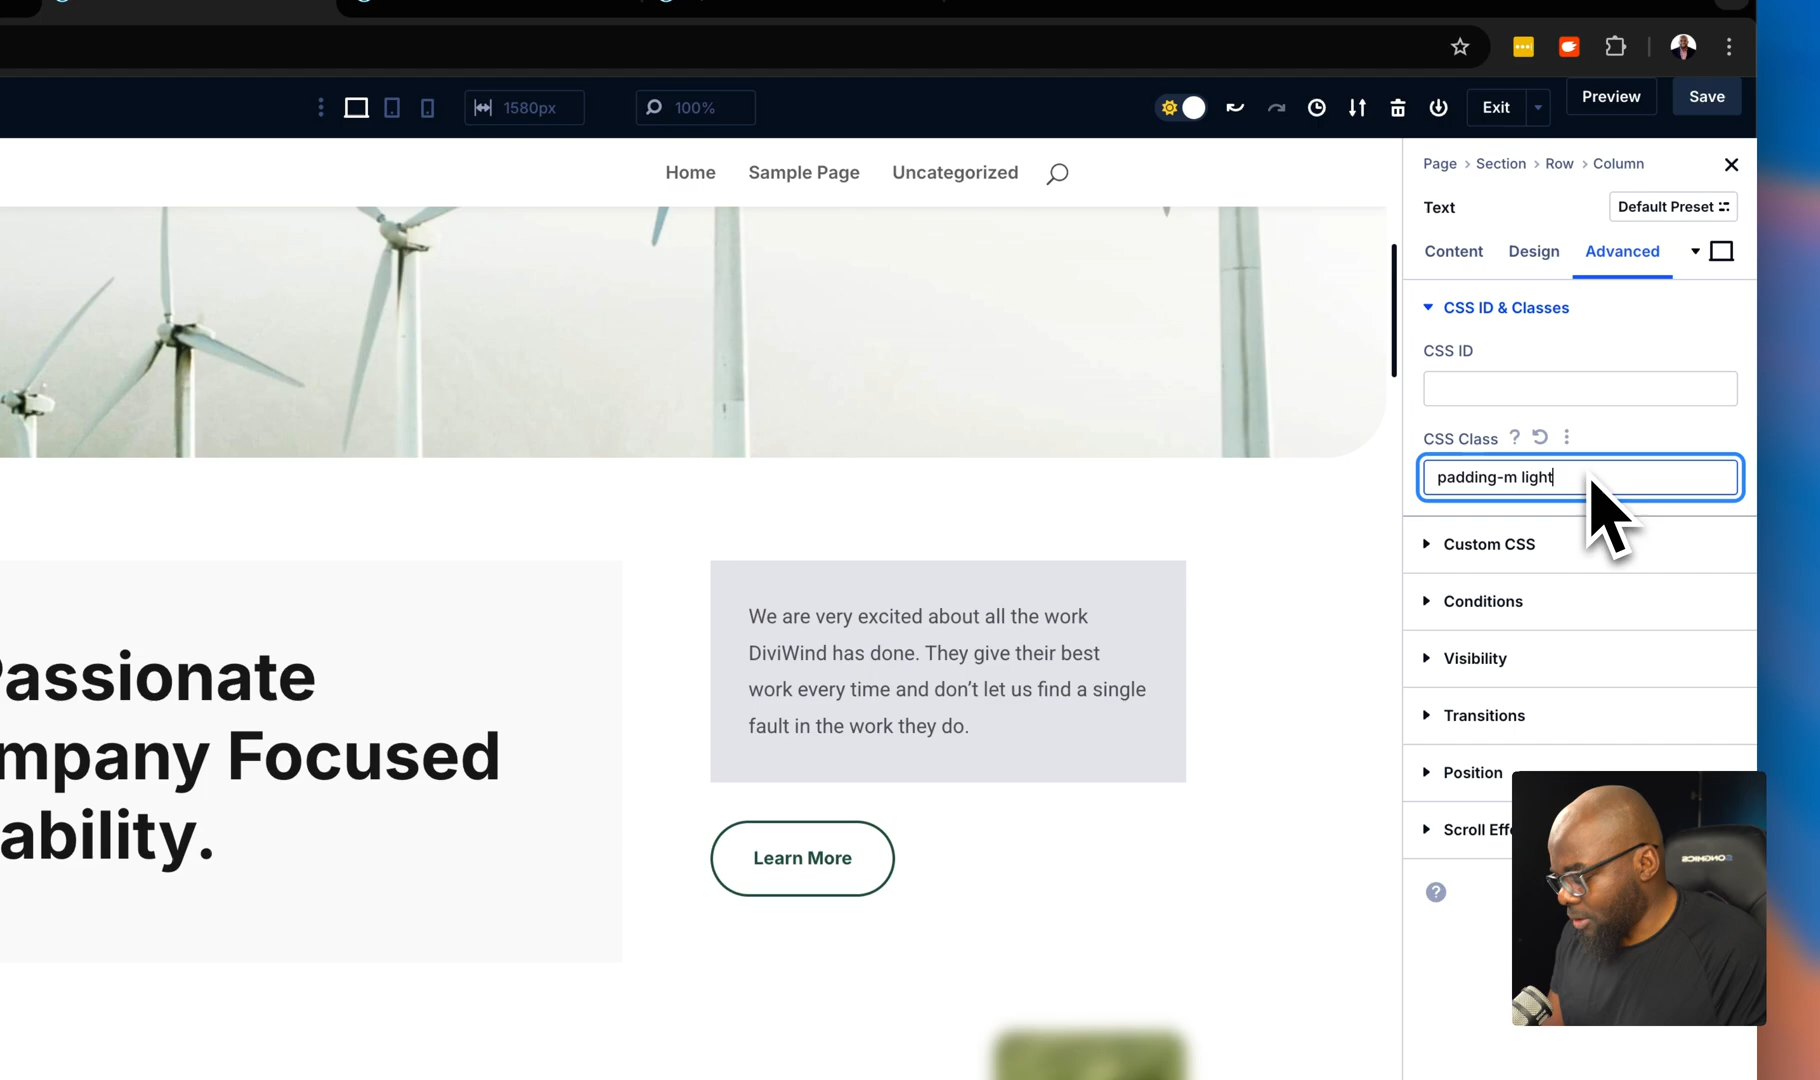 1580px
100%
Exit
Preview
Save
Home
Sample Page
Uncategorized
Page > Section > Row > Column
Text
Default Preset
Content
Design
Advanced
CSS ID & Classes
CSS ID
CSS Class
padding-m light
Custom CSS
Conditions
Visibility
Transitions
Position
Scroll Effe
Passionate
mpany Focused
ability.
We are very excited about all the work
DiviWind has done. They give their best
work every time and don't let us find a single
fault in the work they do.
Learn More